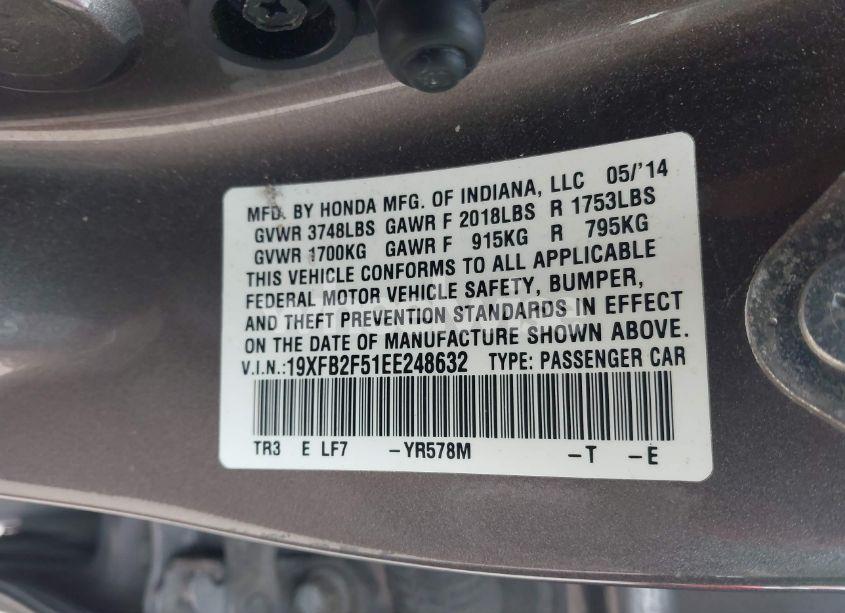 MFD. BY HONDA MFG. OF INDIANA, LLC 05/'14
GVWR 3748LBS GAWR F 2018LBS R 1753LBS
GVWR 1700KG GAWR F 915KG R 795KG
THIS VEHICLE CONFORMS TO ALL APPLICABLE
FEDERAL MOTOR VEHICLE SAFETY, BUMPER,
AND THEFT PREVENTION STANDARDS IN EFFECT
ON THE DATE OF MANUFACTURE SHOWN ABOVE.
V.I.N.:19XFB2F51EE248632 TYPE: PASSENGER CAR
TR3 E LF7 -YR578M -T -E